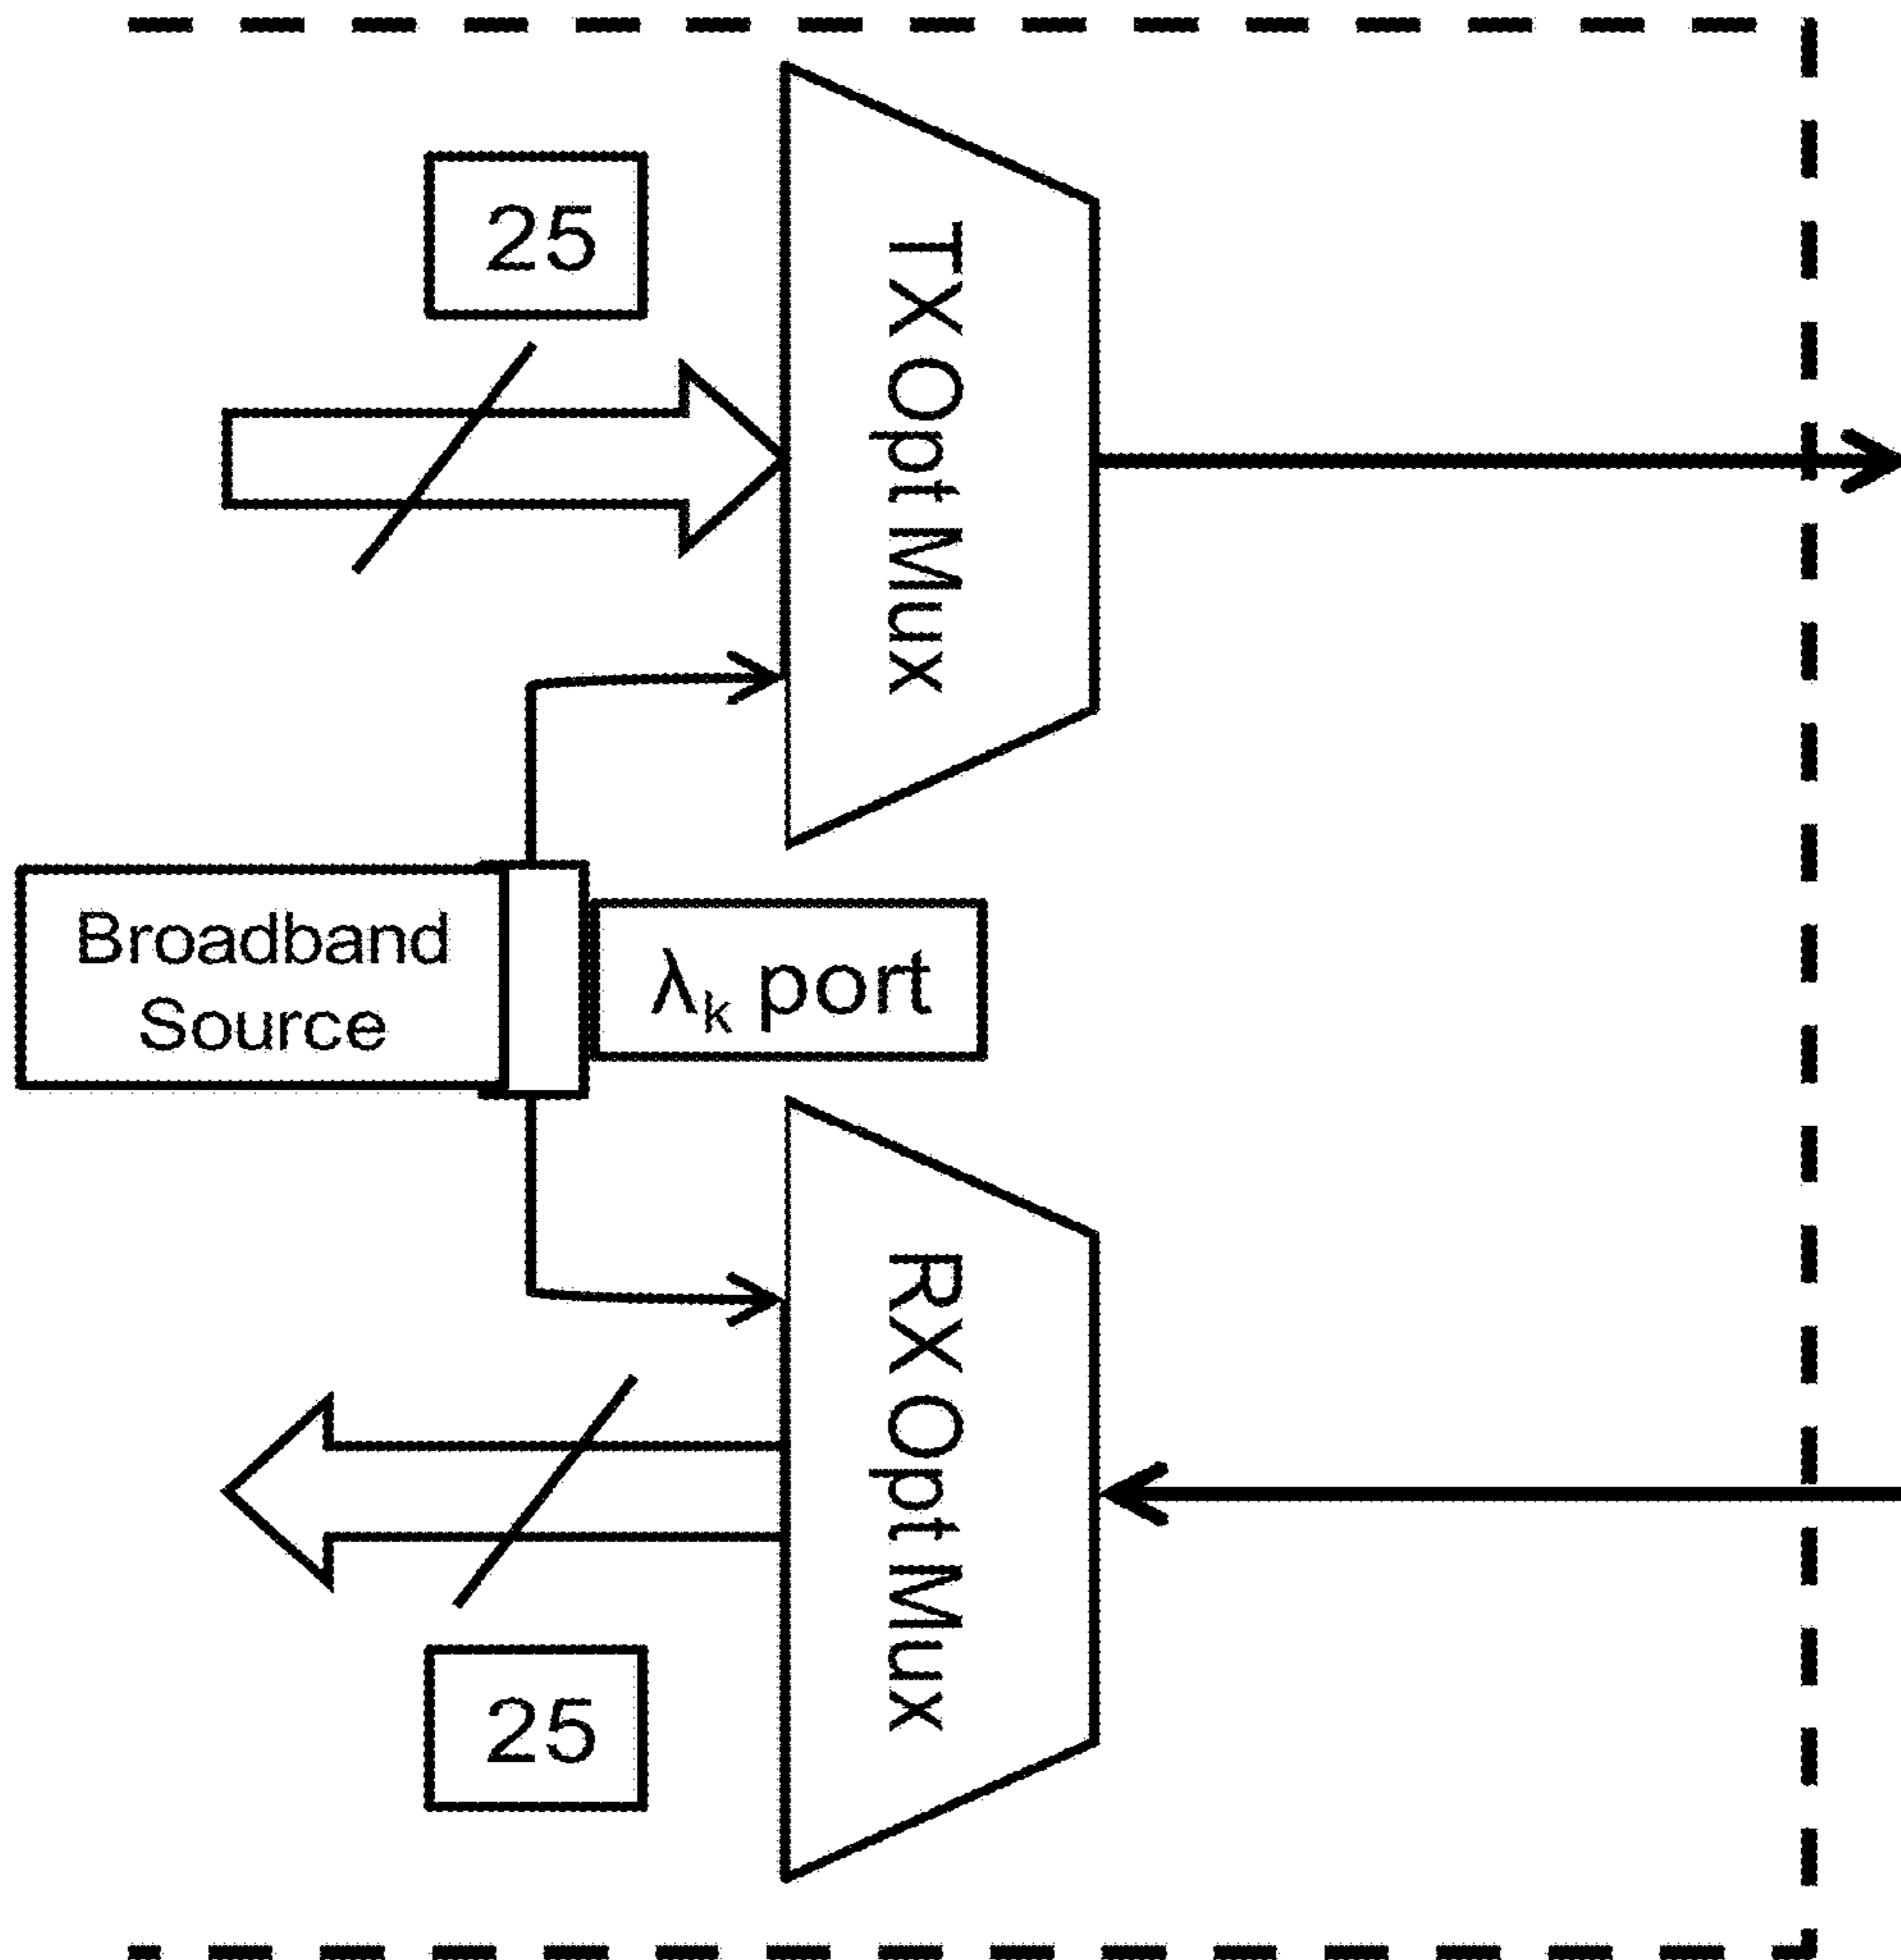 25
TX Opt Mux
Broadband
Source
λk port
RX Opt Mux
25